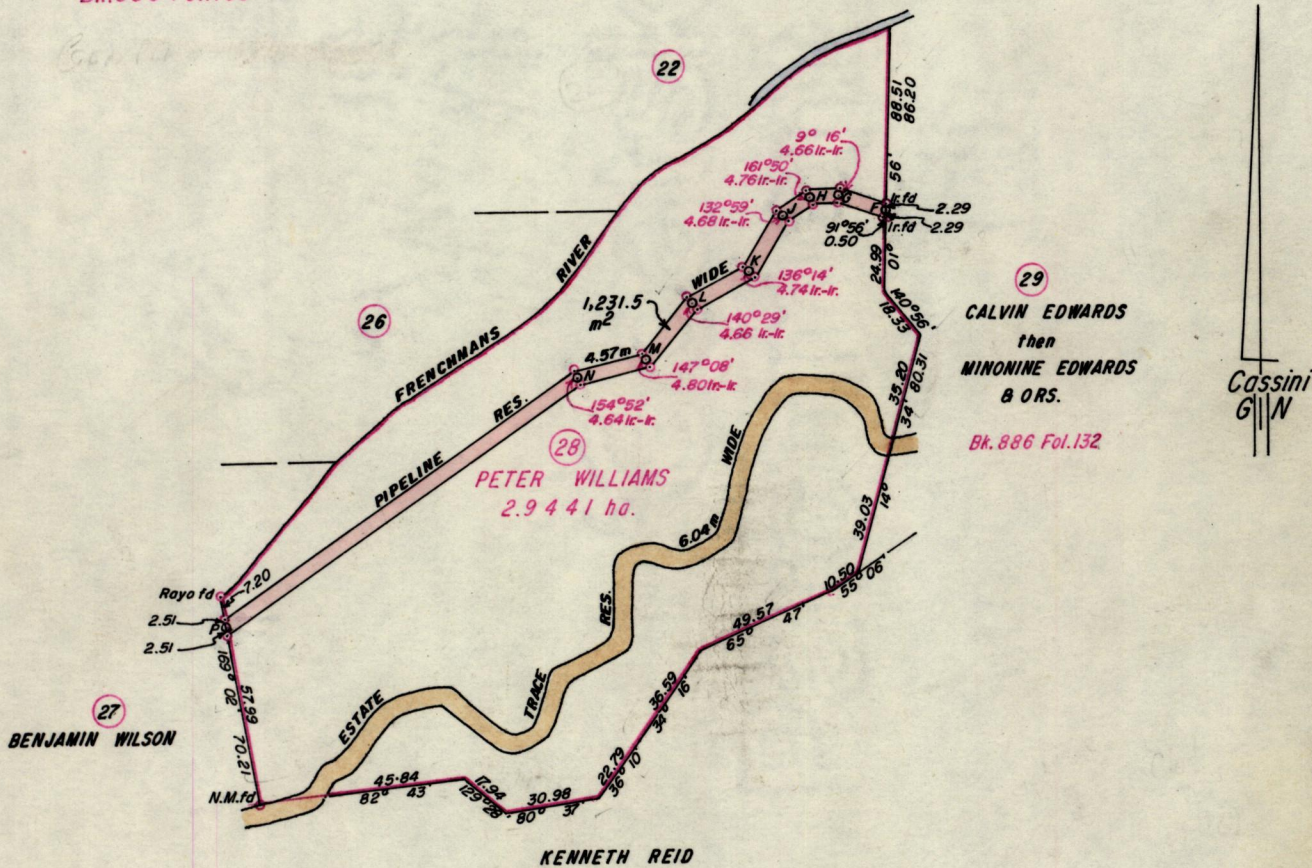 22
88.51
86.20
56'
9° 16'
4.66 Ir.-Ir.
161°50'
4.76 Ir.-Ir.
H
G
F
Ir.fd
2.29
132°59'
4.68 Ir.-Ir.
J
91°56'
0.50
Ir.fd
2.29
24.99
01°
RIVER
WIDE
K
136°14'
4.74 Ir.-Ir.
29
140°56'
18.33
1,231.5
m²
L
26
140°29'
4.66 Ir.-Ir.
CALVIN EDWARDS
then
MINONINE EDWARDS
& ORS.
FRENCHMANS
4.57m
M
147°08'
4.80 Ir.-Ir.
35.20
80.31
34'
Cassini
G N
N
RES.
154°52'
4.64 Ir.-Ir.
28
WIDE
Bk. 886 Fol.132
PIPELINE
PETER WILLIAMS
2.9441 ha.
39.03
14°
6.04m
Rayo fd
7.20
10.50
55° 06'
2.51
P
2.51
RES.
49.57
65° 47'
169° 02'
57.99
70.21
36.59
34° 16'
27
BENJAMIN WILSON
ESTATE
TRACE
22.79
36° 10'
N.M.fd
45.84
82° 43'
17.94
129°28'
30.98
80° 37'
KENNETH REID